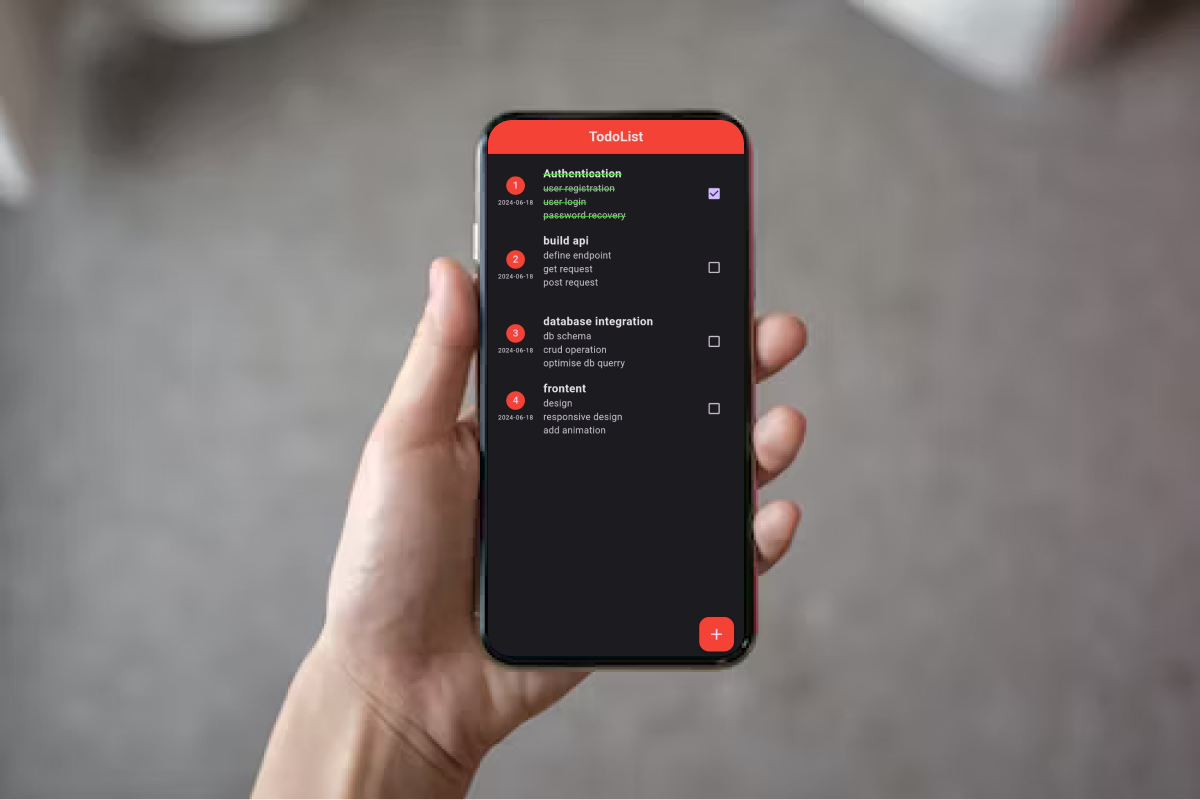 TodoList
1
2024-06-18
Authentication
user registration
user login
password recovery
2
2024-06-18
build api
define endpoint
get request
post request
3
2024-06-18
database integration
db schema
crud operation
optimise db querry
4
2024-06-18
frontent
design
responsive design
add animation
+